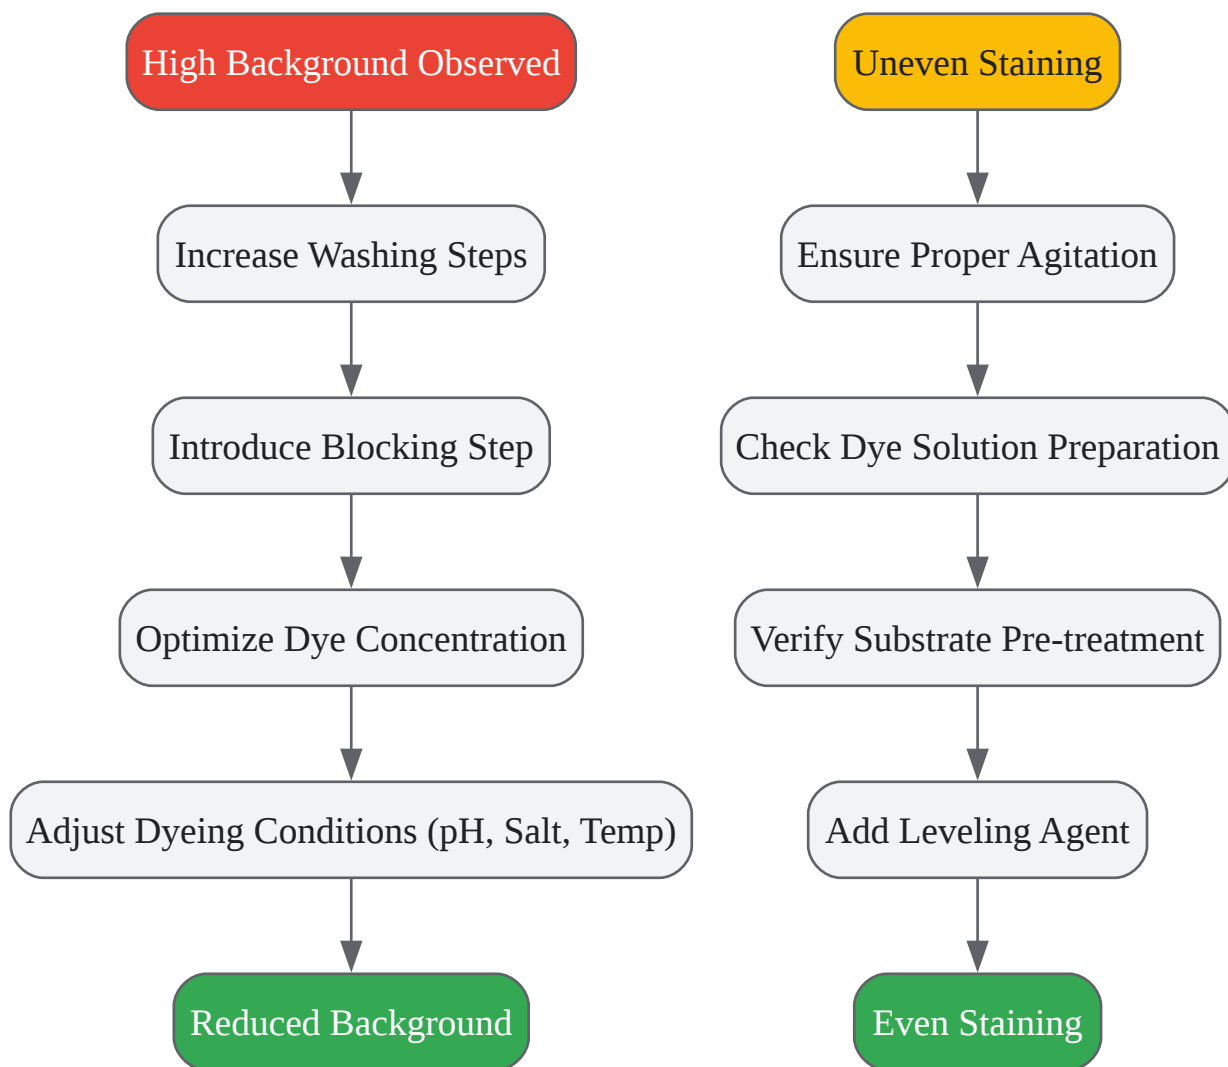 High Background Observed
Increase Washing Steps
Introduce Blocking Step
Optimize Dye Concentration
Adjust Dyeing Conditions (pH, Salt, Temp)
Reduced Background
Uneven Staining
Ensure Proper Agitation
Check Dye Solution Preparation
Verify Substrate Pre-treatment
Add Leveling Agent
Even Staining